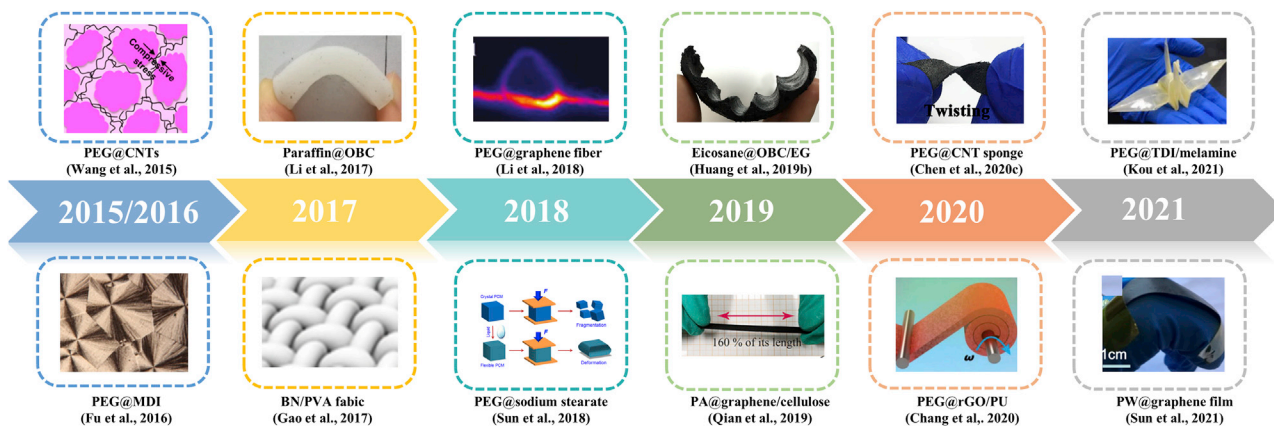 Compressive
stress
Twisting
PEG@CNTs
(Wang et al., 2015)
Paraffin@OBC
(Li et al., 2017)
PEG@graphene fiber
(Li et al., 2018)
Eicosane@OBC/EG
(Huang et al., 2019b)
PEG@CNT sponge
(Chen et al., 2020c)
PEG@TDI/melamine
(Kou et al., 2021)
2015/2016
2017
2018
2019
2020
2021
Crystal PCM
F
Fragmentation
Liquid
F
Flexible PCM
Deformation
160 % of its length
ω
1cm
PEG@MDI
(Fu et al., 2016)
BN/PVA fabic
(Gao et al., 2017)
PEG@sodium stearate
(Sun et al., 2018)
PA@graphene/cellulose
(Qian et al., 2019)
PEG@rGO/PU
(Chang et al,. 2020)
PW@graphene film
(Sun et al., 2021)